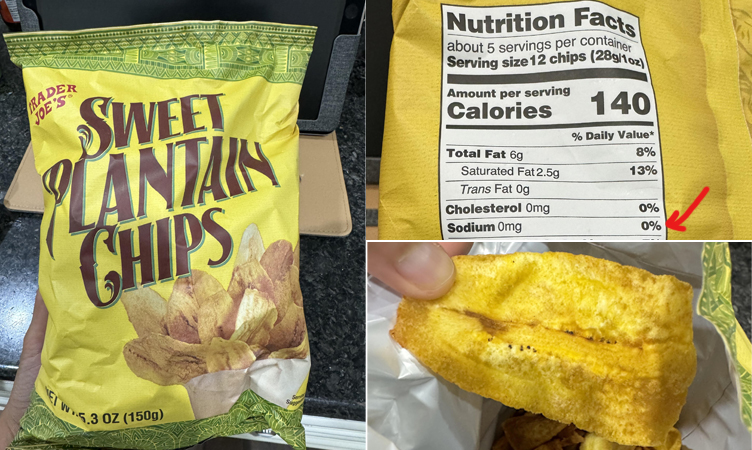 TRADER
JOE'S
SWEET
PLANTAIN
CHIPS
5.3 OZ (150g)
Nutrition Facts
about 5 servings per container
Serving size 12 chips (28g/1oz)
Amount per serving
Calories 140
% Daily Value*
Total Fat 6g 8%
Saturated Fat 2.5g 13%
Trans Fat 0g
Cholesterol 0mg 0%
Sodium 0mg 0%